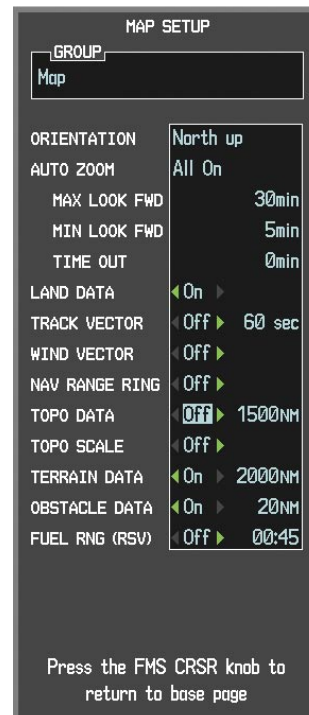 MAP SETUP
GROUP
Map
ORIENTATION North up
AUTO ZOOM All On
MAX LOOK FWD 30min
MIN LOOK FWD 5min
TIME OUT 0min
LAND DATA On
TRACK VECTOR Off 60 sec
WIND VECTOR Off
NAV RANGE RING Off
TOPO DATA Off 1500NM
TOPO SCALE Off
TERRAIN DATA On 2000NM
OBSTACLE DATA On 20NM
FUEL RNG (RSV) Off 00:45
Press the FMS CRSR knob to
return to base page